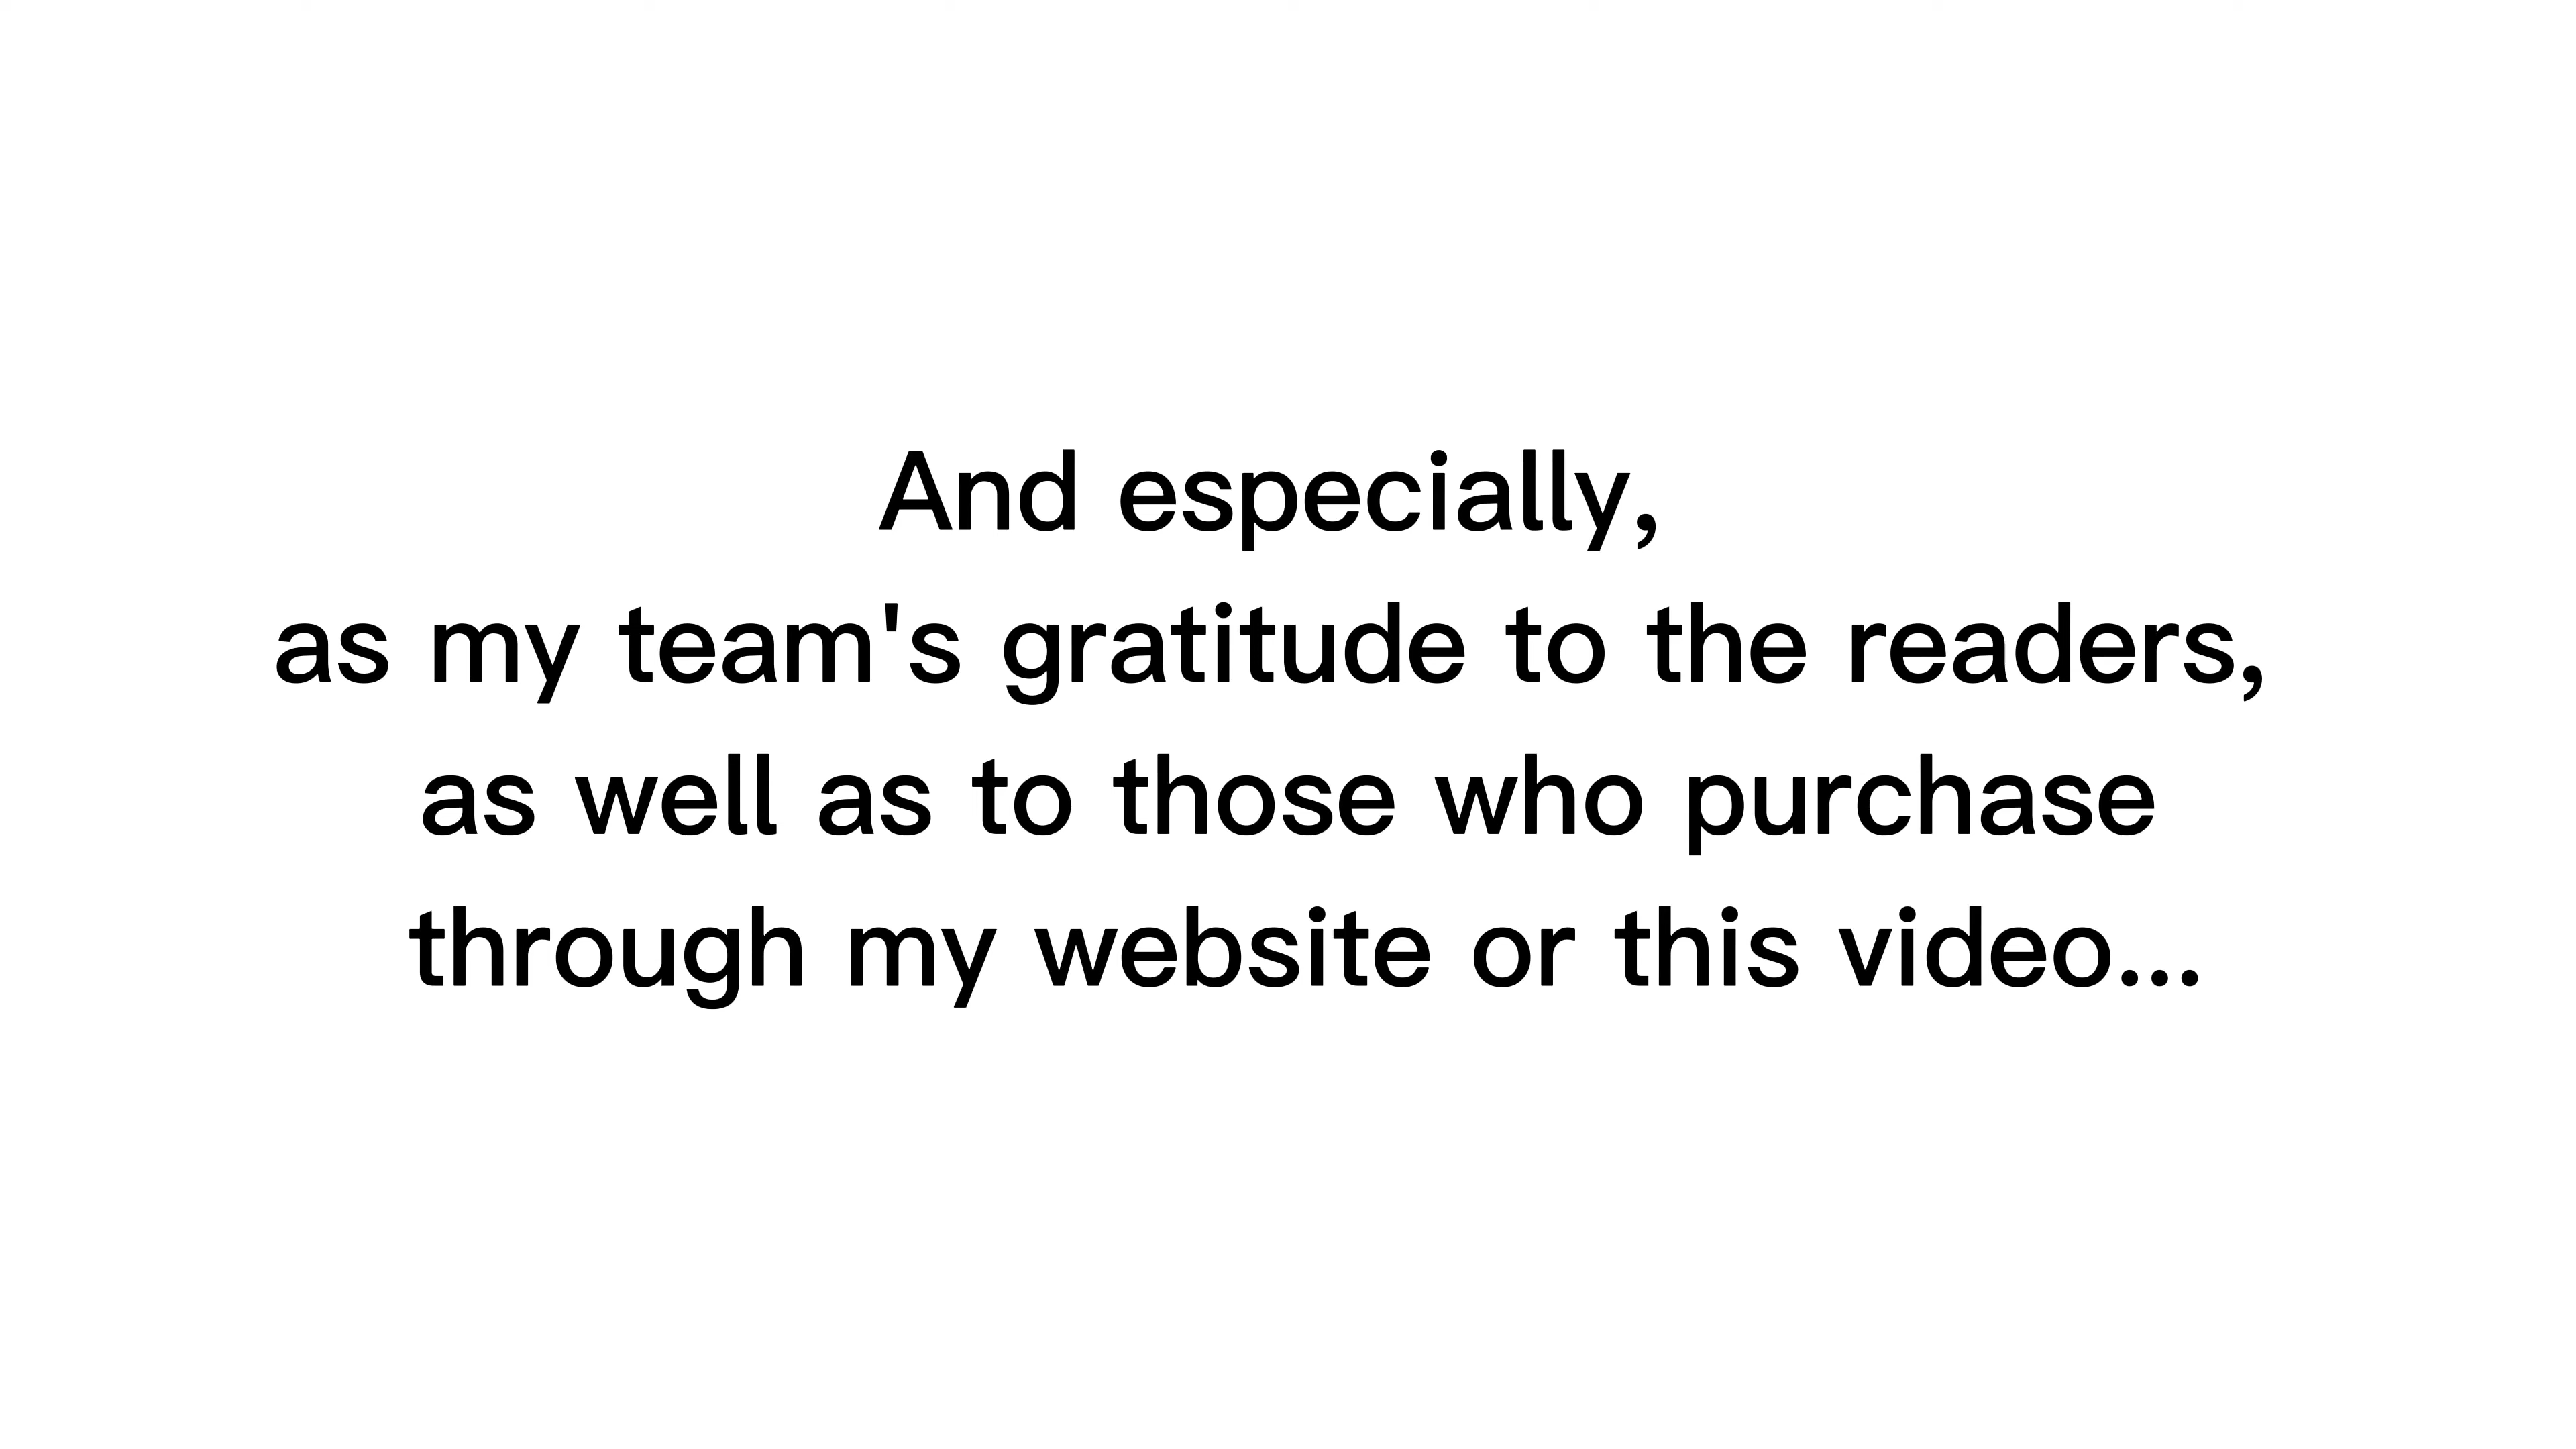 And especially,
as my team's gratitude to the readers,
as well as to those who purchase
through my website or this video...